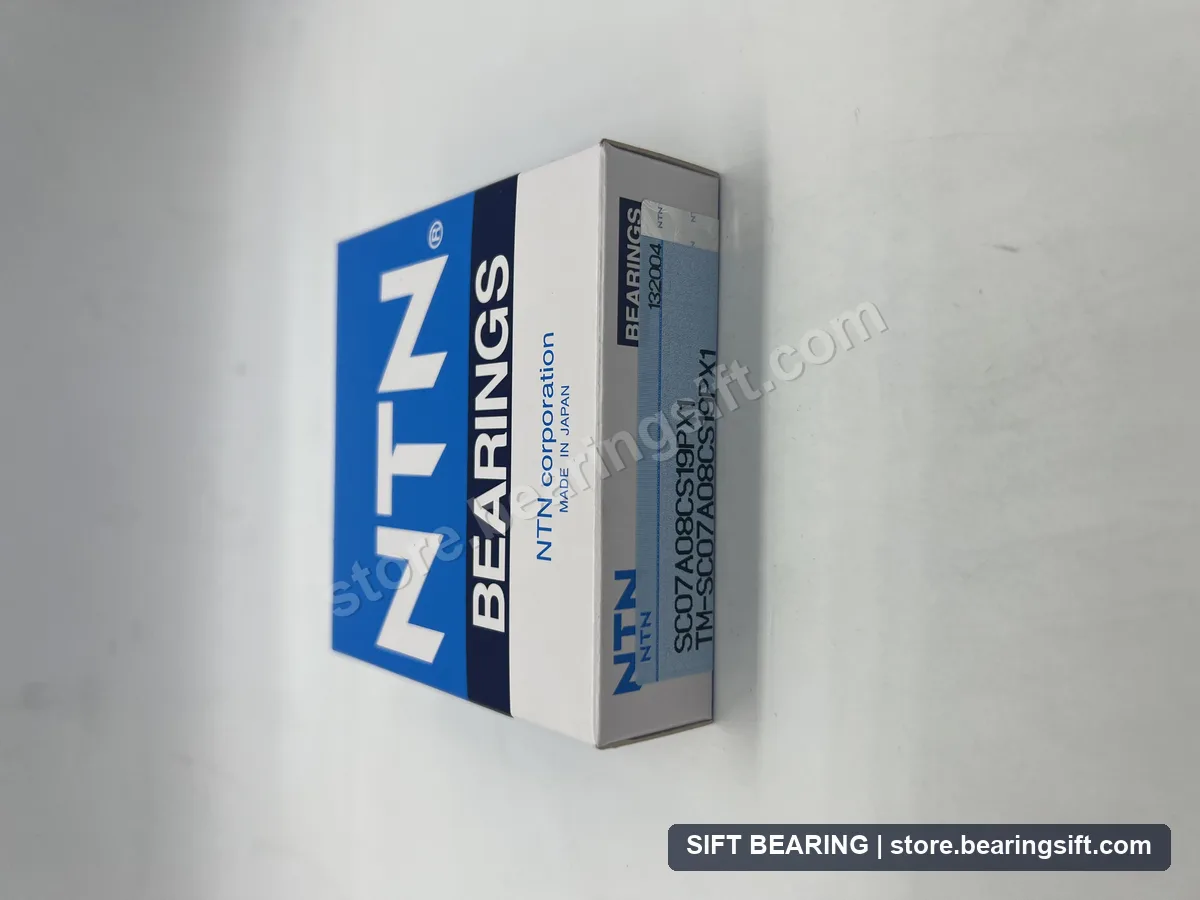 NTN®
BEARINGS
NTN corporation
MADE IN JAPAN
NTN
BEARINGS
NTN
132004
NTN
SC07A08CS19PX1
TM-SC07A08CS19PX1
store.bearingsift.com
SIFT BEARING | store.bearingsift.com